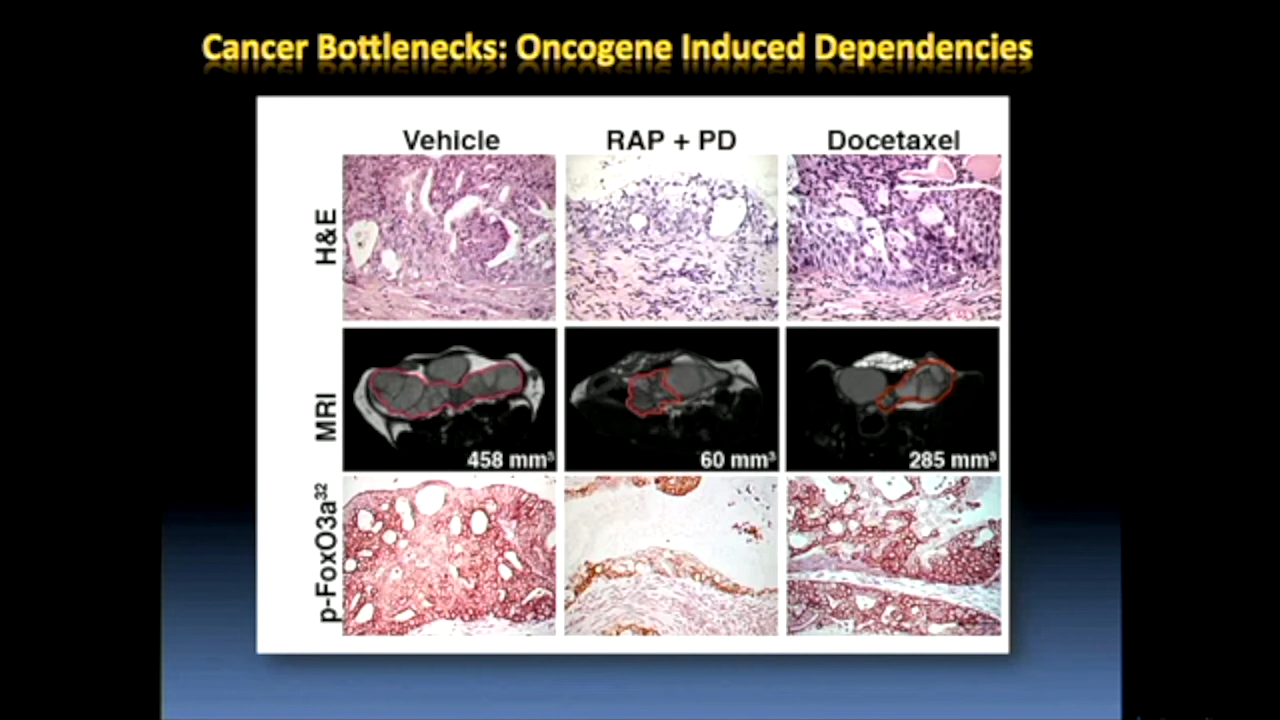 Cancer Bottlenecks: Oncogene Induced Dependencies
Vehicle RAP + PD Docetaxel
H&E
MRI
458 mm³ 60 mm³ 285 mm³
p-FoxO3a³²